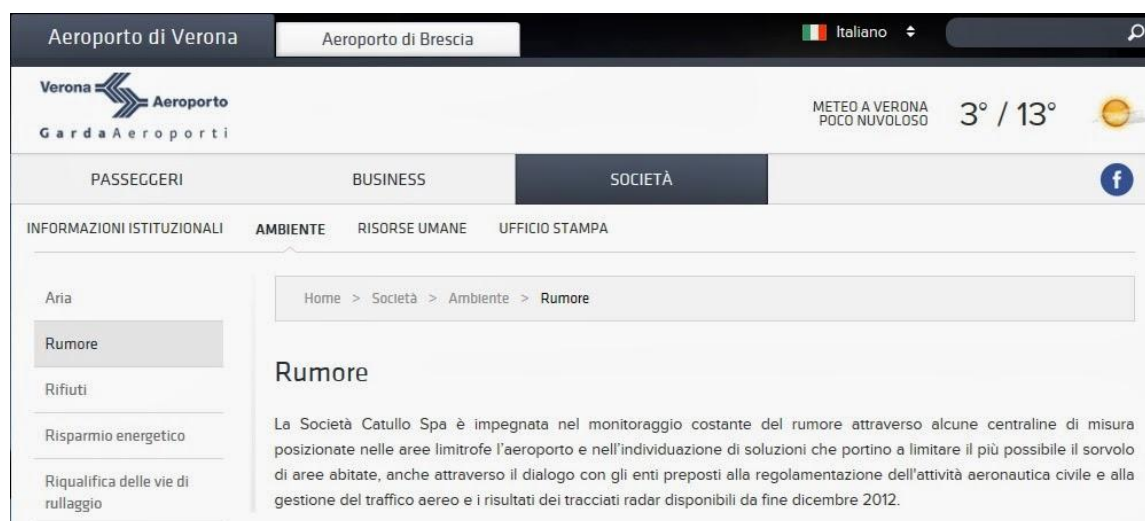 Aeroporto di Verona
Aeroporto di Brescia
Italiano
Verona
Aeroporto
GardaAeroporti
METEO A VERONA
POCO NUVOLOSO
3° / 13°
PASSEGGERI
BUSINESS
SOCIETÀ
f
INFORMAZIONI ISTITUZIONALI
AMBIENTE
RISORSE UMANE
UFFICIO STAMPA
Aria
Rumore
Rifiuti
Risparmio energetico
Riqualifica delle vie di
rullaggio
Home > Società > Ambiente > Rumore
Rumore
La Società Catullo Spa è impegnata nel monitoraggio costante del rumore attraverso alcune centraline di misura
posizionate nelle aree limitrofe l'aeroporto e nell'individuazione di soluzioni che portino a limitare il più possibile il sorvolo
di aree abitate, anche attraverso il dialogo con gli enti preposti alla regolamentazione dell'attività aeronautica civile e alla
gestione del traffico aereo e i risultati dei tracciati radar disponibili da fine dicembre 2012.